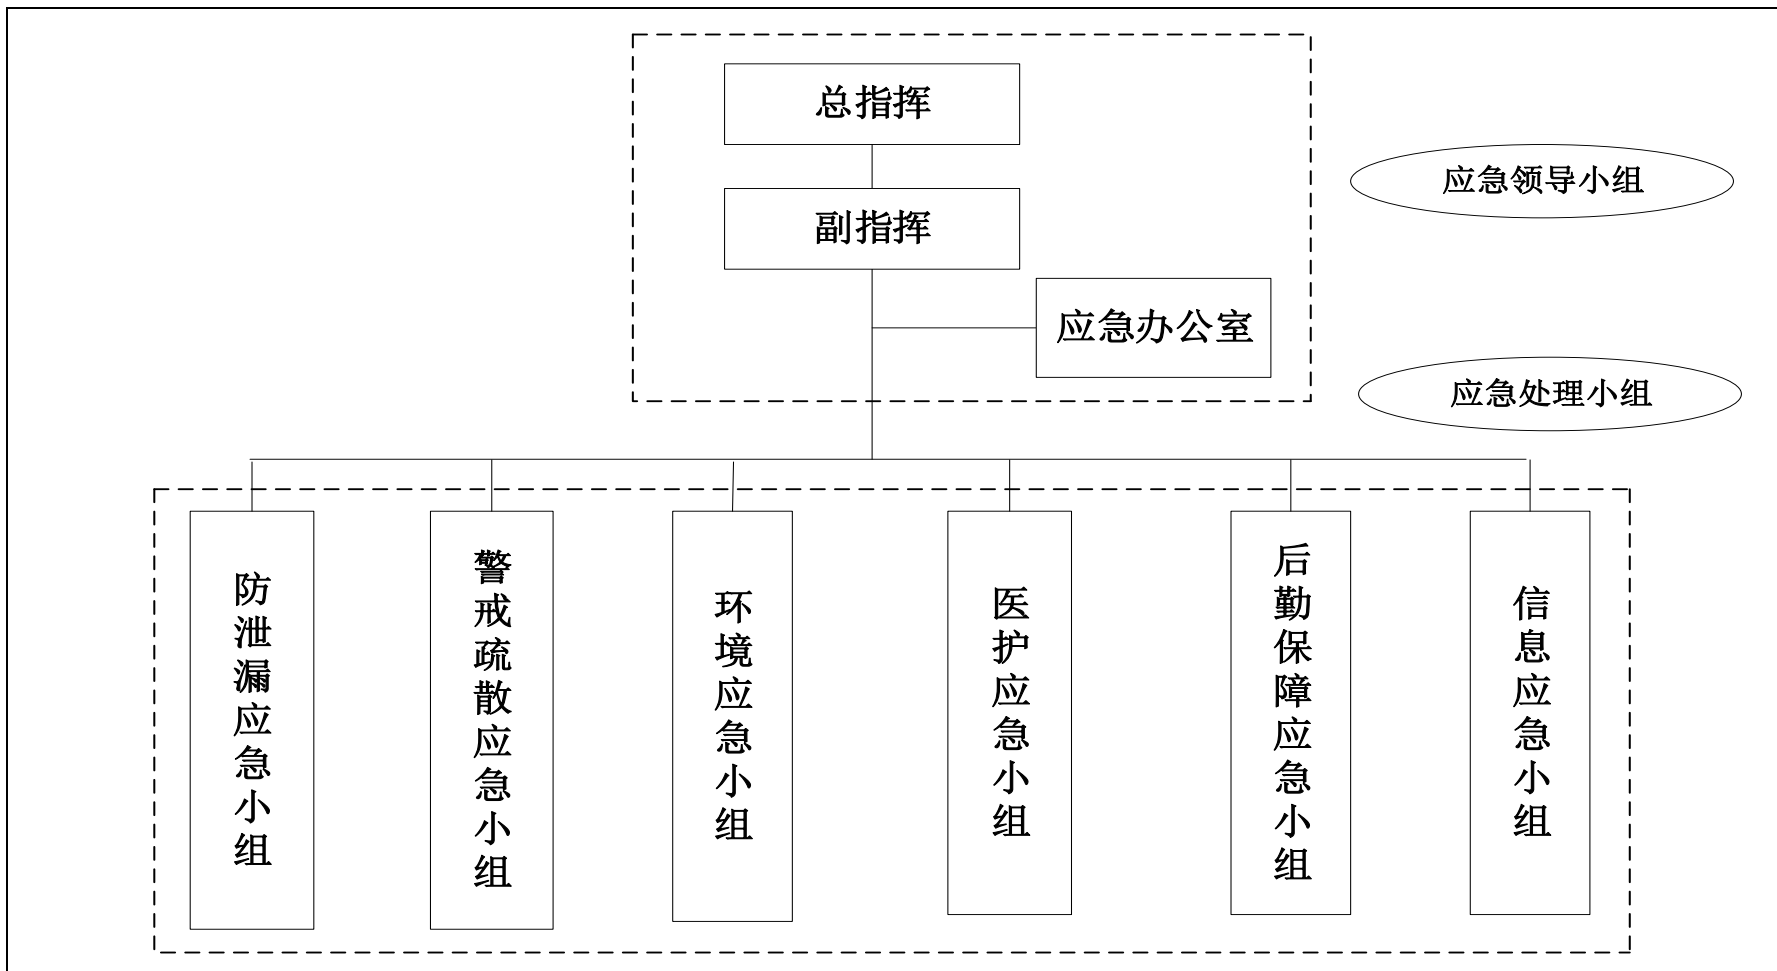 总指挥
应急领导小组
副指挥
应急办公室
应急处理小组
防泄漏应急小组
警戒疏散应急小组
环境应急小组
医护应急小组
后勤保障应急小组
信息应急小组